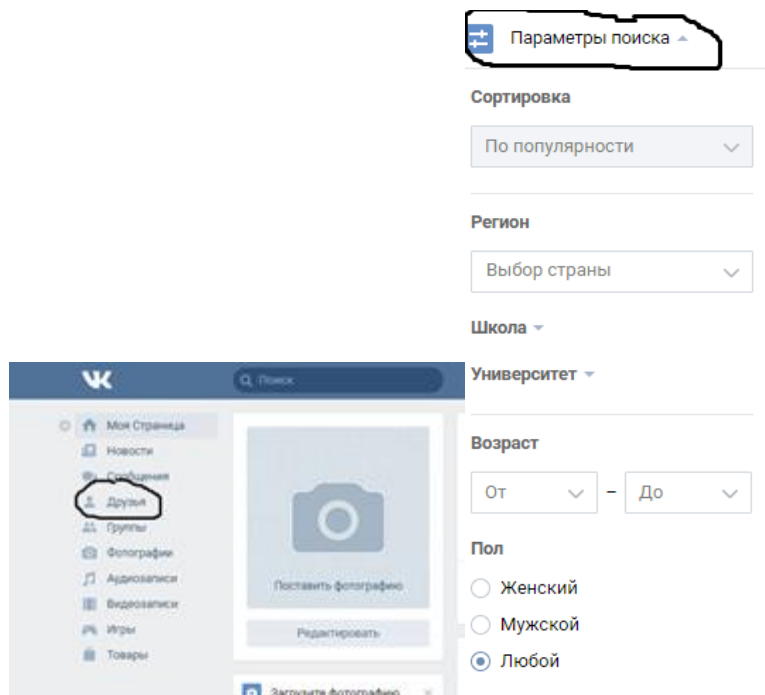 Параметры поиска
Сортировка
По популярности
Регион
Выбор страны
Школа
Университет
Возраст
От – До
Пол
Женский
Мужской
Любой
Поиск
Моя Страница
Новости
Сообщения
Друзья
Группы
Фотографии
Аудиозаписи
Видеозаписи
Игры
Товары
Поставить фотографию
Редактировать
Загрузите фотографию